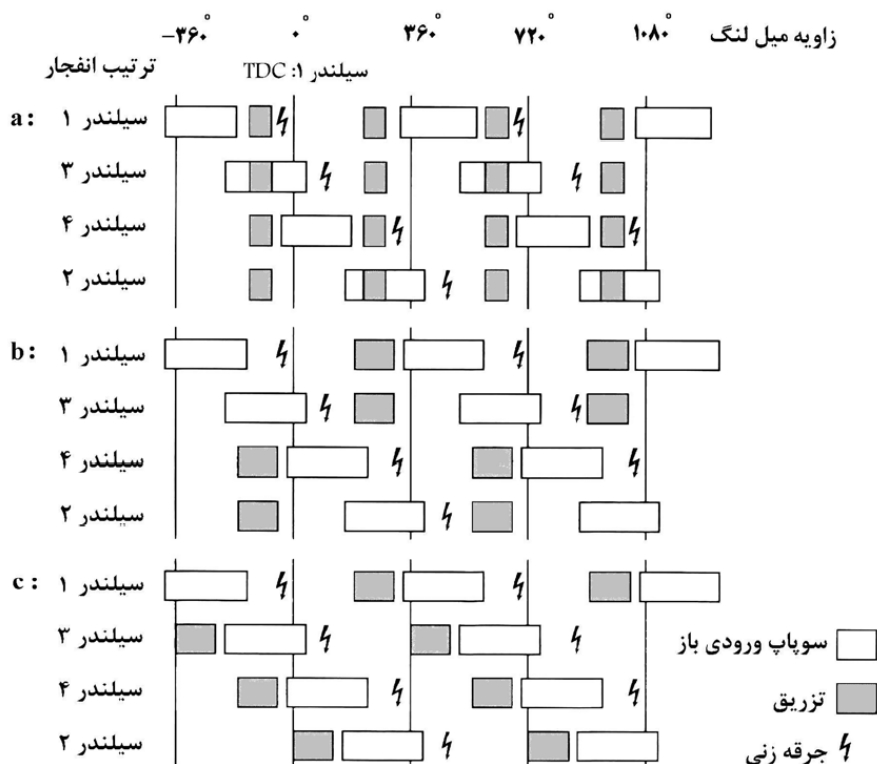 زاویه میل لنگ −۳۶۰° ۰° ۳۶۰° ۷۲۰° ۱۰۸۰°
ترتیب انفجار
سیلندر ۱: TDC
a: سیلندر ۱
سیلندر ۳
سیلندر ۴
سیلندر ۲
b: سیلندر ۱
سیلندر ۳
سیلندر ۴
سیلندر ۲
c: سیلندر ۱
سیلندر ۳
سیلندر ۴
سیلندر ۲
سوپاپ ورودی باز
تزریق
جرقه زنی